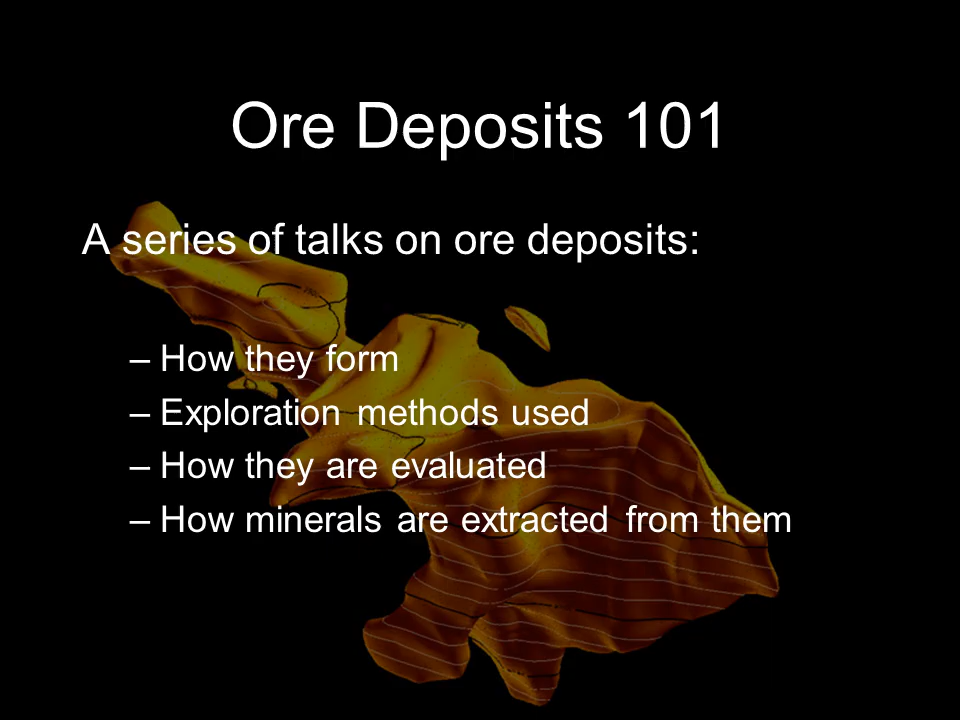 Ore Deposits 101
A series of talks on ore deposits:
– How they form
– Exploration methods used
– How they are evaluated
– How minerals are extracted from them